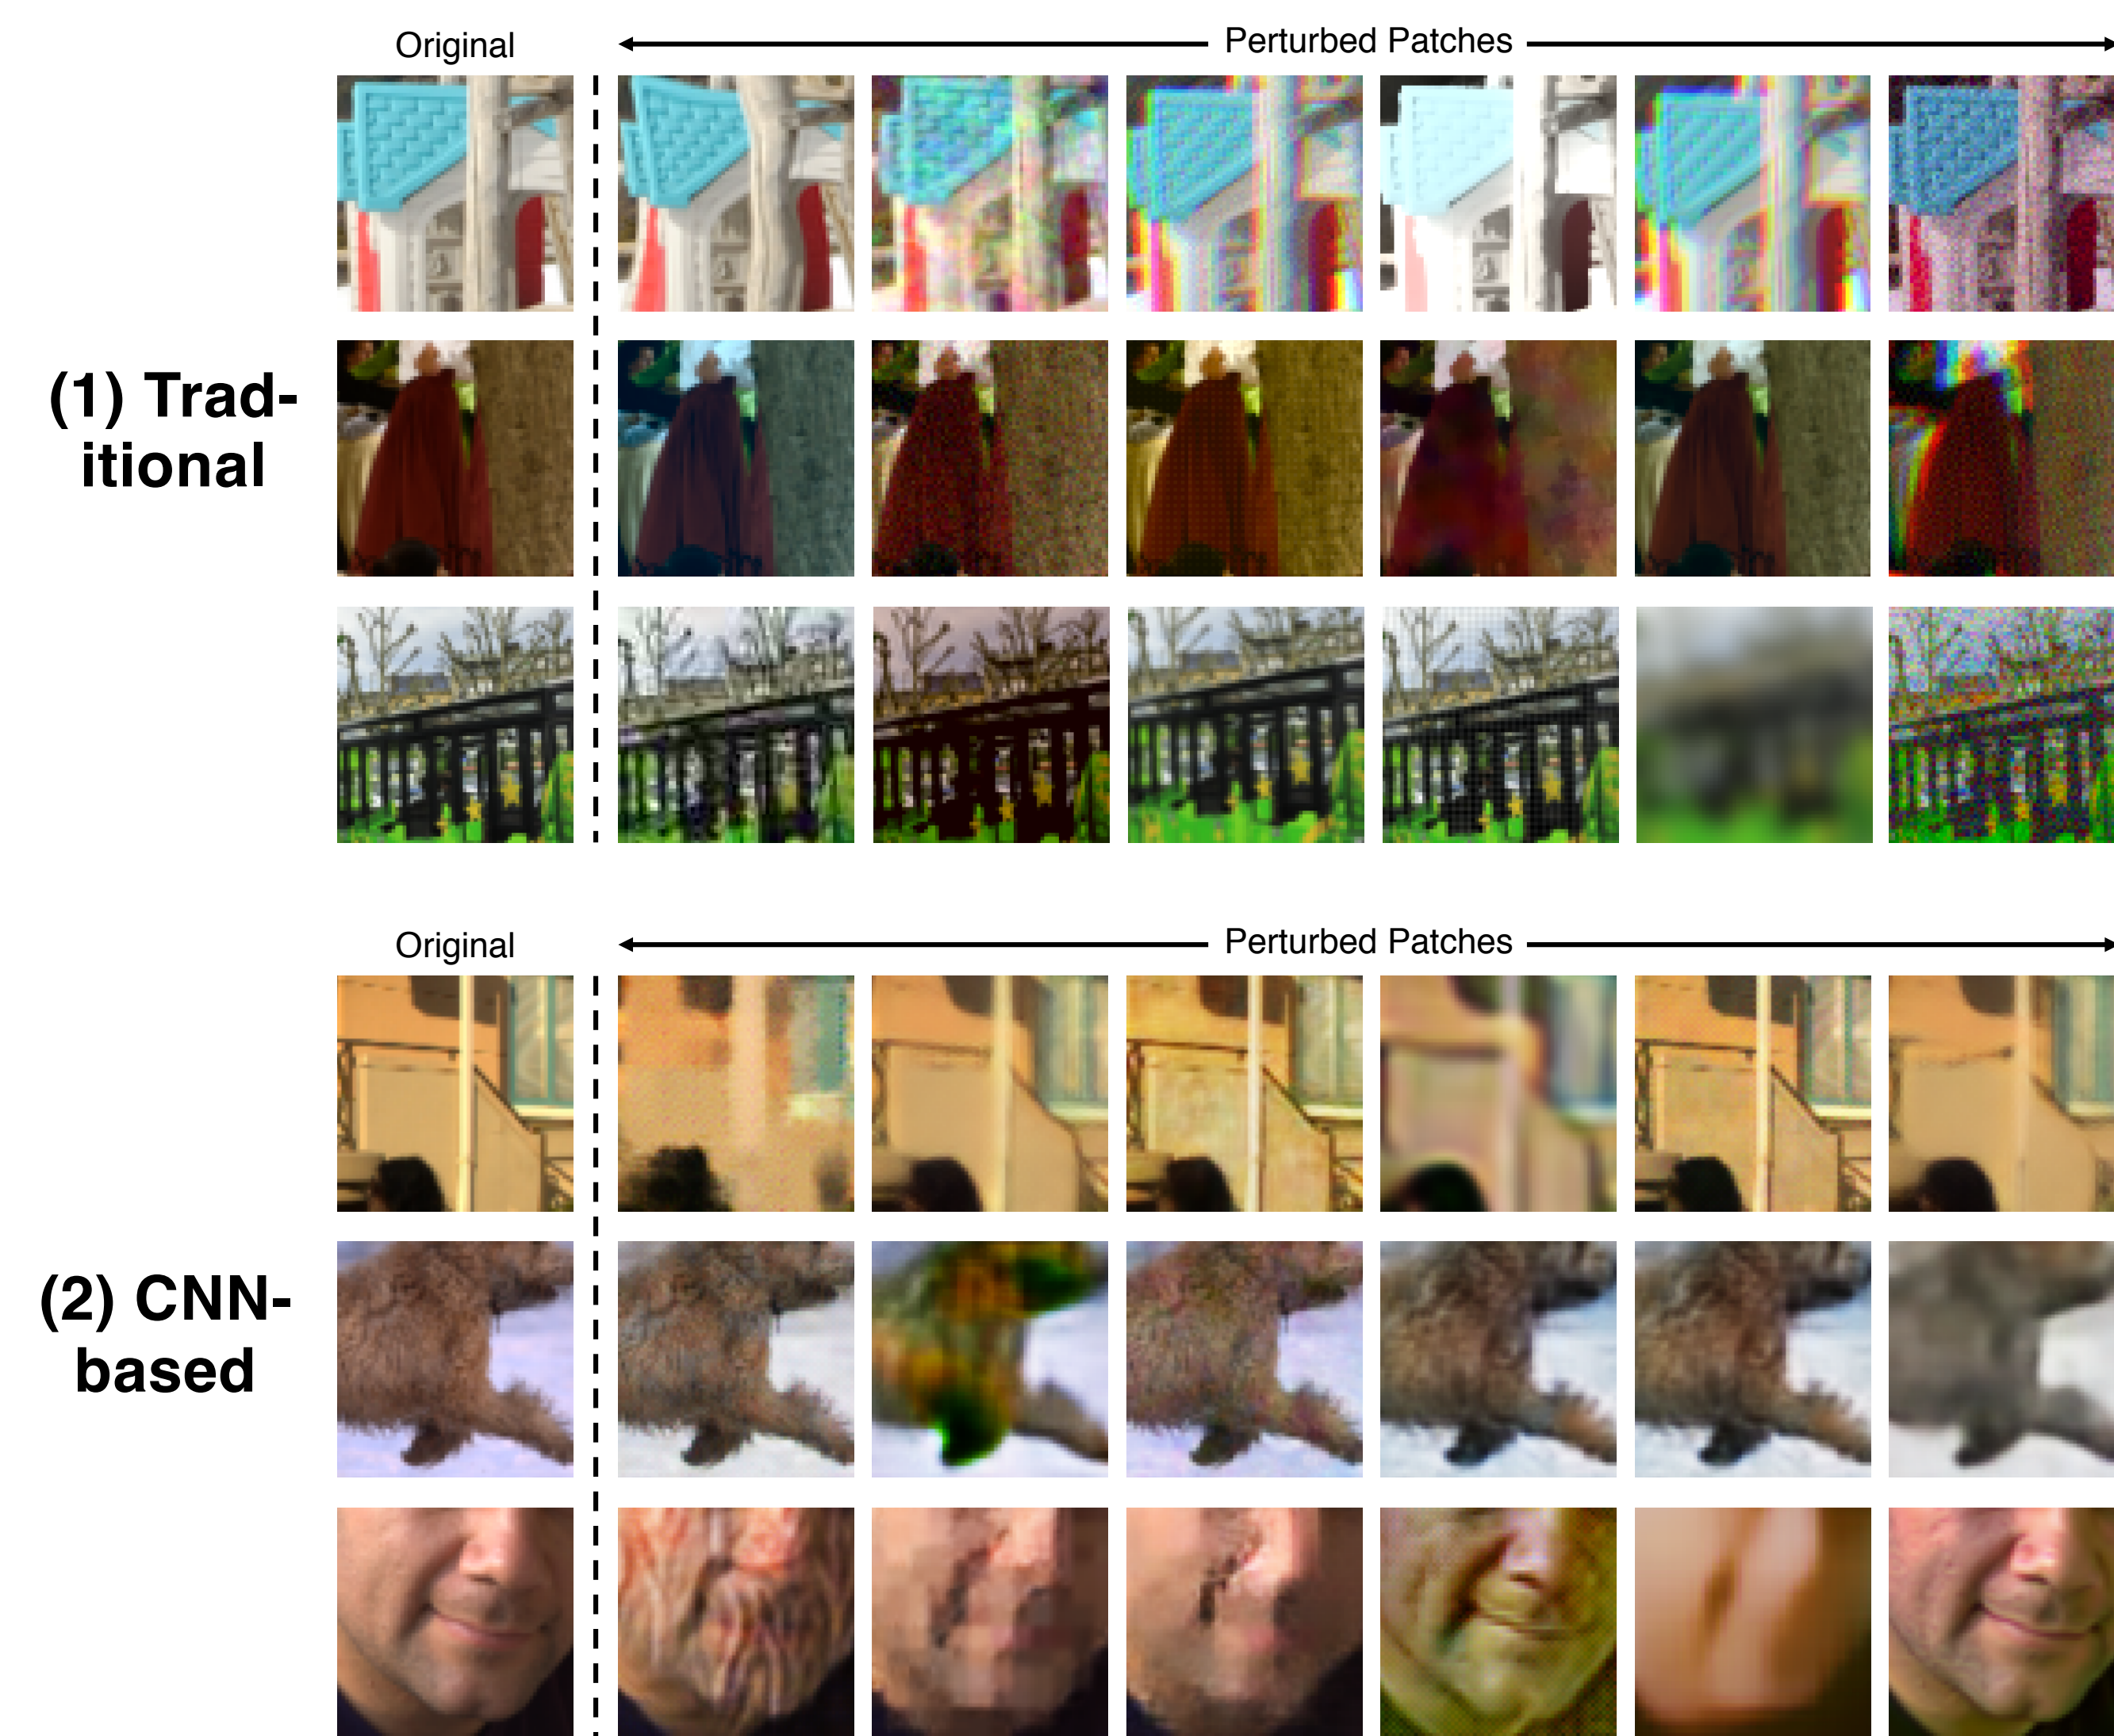 Original
Perturbed Patches
(1) Trad-
itional
Original
Perturbed Patches
(2) CNN-
based